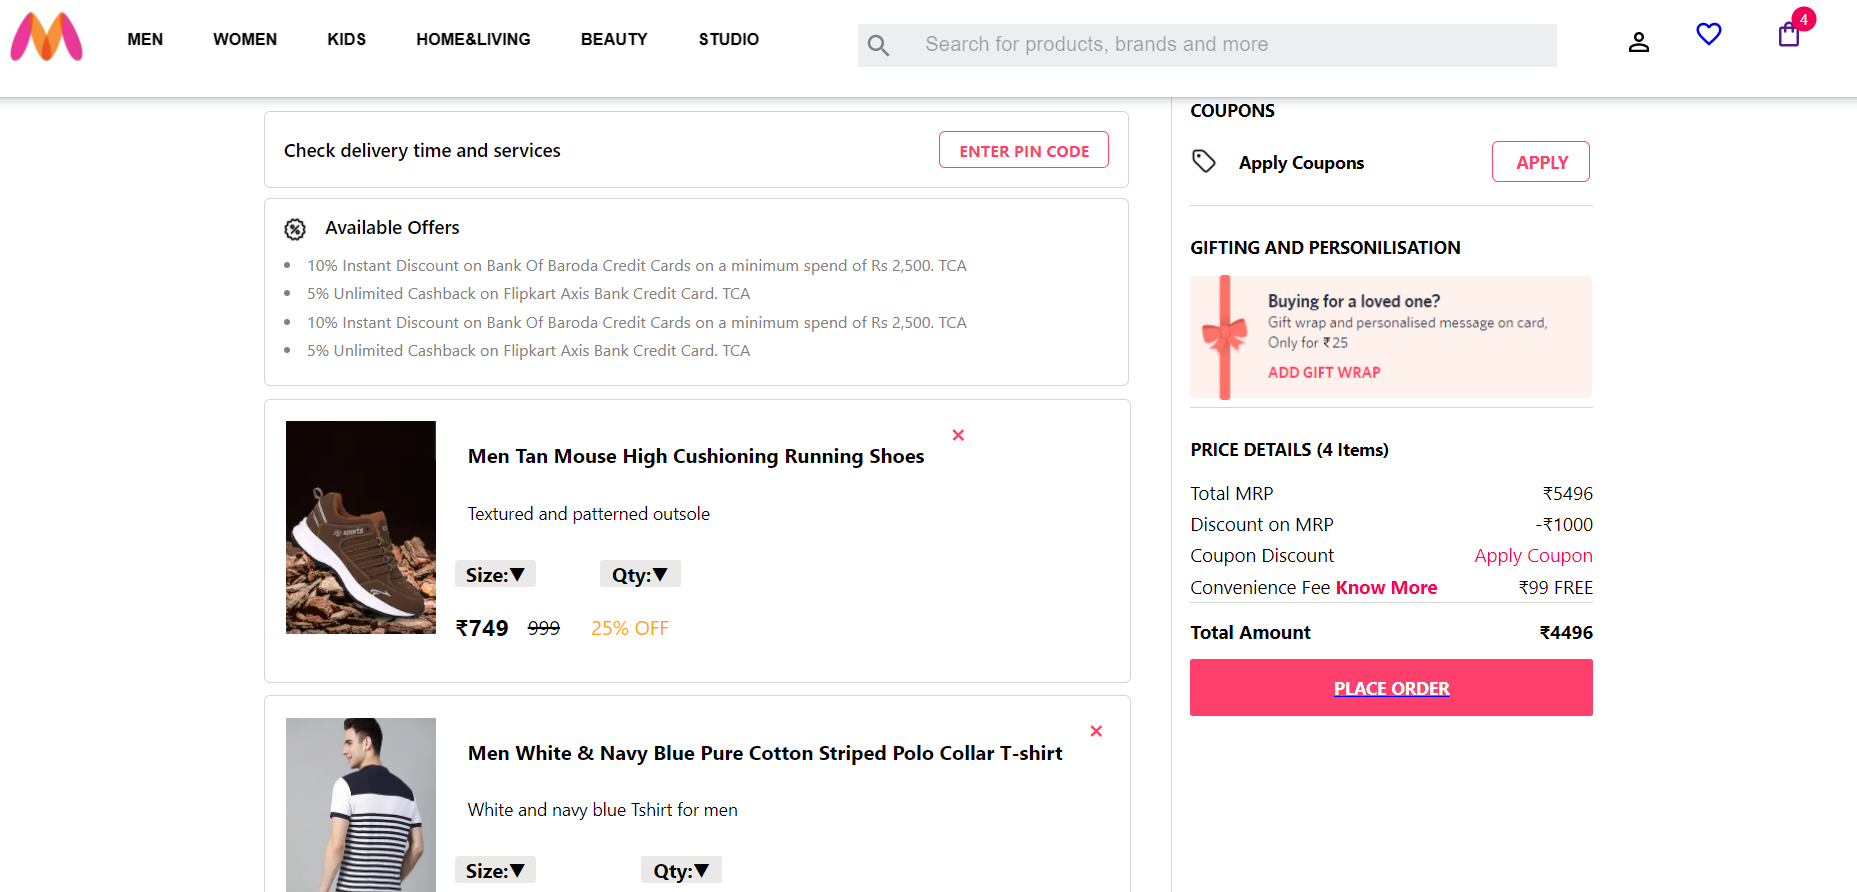 MEN WOMEN KIDS HOME&LIVING BEAUTY STUDIO Search for products, brands and more 4
Check delivery time and services ENTER PIN CODE
Available Offers
10% Instant Discount on Bank Of Baroda Credit Cards on a minimum spend of Rs 2,500. TCA
5% Unlimited Cashback on Flipkart Axis Bank Credit Card. TCA
10% Instant Discount on Bank Of Baroda Credit Cards on a minimum spend of Rs 2,500. TCA
5% Unlimited Cashback on Flipkart Axis Bank Credit Card. TCA
Men Tan Mouse High Cushioning Running Shoes
Textured and patterned outsole
sports
Size:▼ Qty:▼
₹749 999 25% OFF
Men White & Navy Blue Pure Cotton Striped Polo Collar T-shirt
White and navy blue Tshirt for men
Size:▼ Qty:▼
COUPONS
Apply Coupons APPLY
GIFTING AND PERSONILISATION
Buying for a loved one?
Gift wrap and personalised message on card,
Only for ₹25
ADD GIFT WRAP
PRICE DETAILS (4 Items)
Total MRP ₹5496
Discount on MRP -₹1000
Coupon Discount Apply Coupon
Convenience Fee Know More ₹99 FREE
Total Amount ₹4496
PLACE ORDER